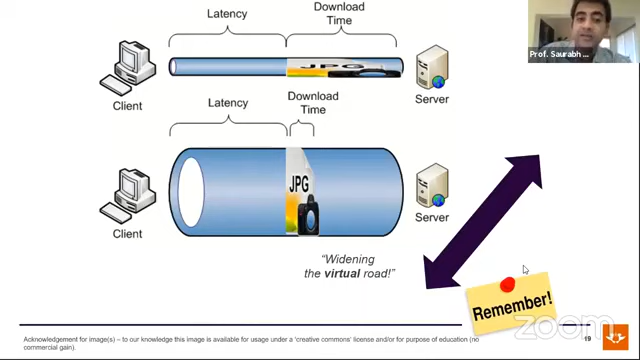 Latency
Download
Time
Prof. Saurabh ...
JPG
Client
Server
Latency
Download
Time
JPG
Client
Server
"Widening
the virtual road!"
Remember!
zoom
Acknowledgement for image(s) – to our knowledge this image is available for usage under a 'creative commons' license and/or for purpose of education (no
commercial gain).
19